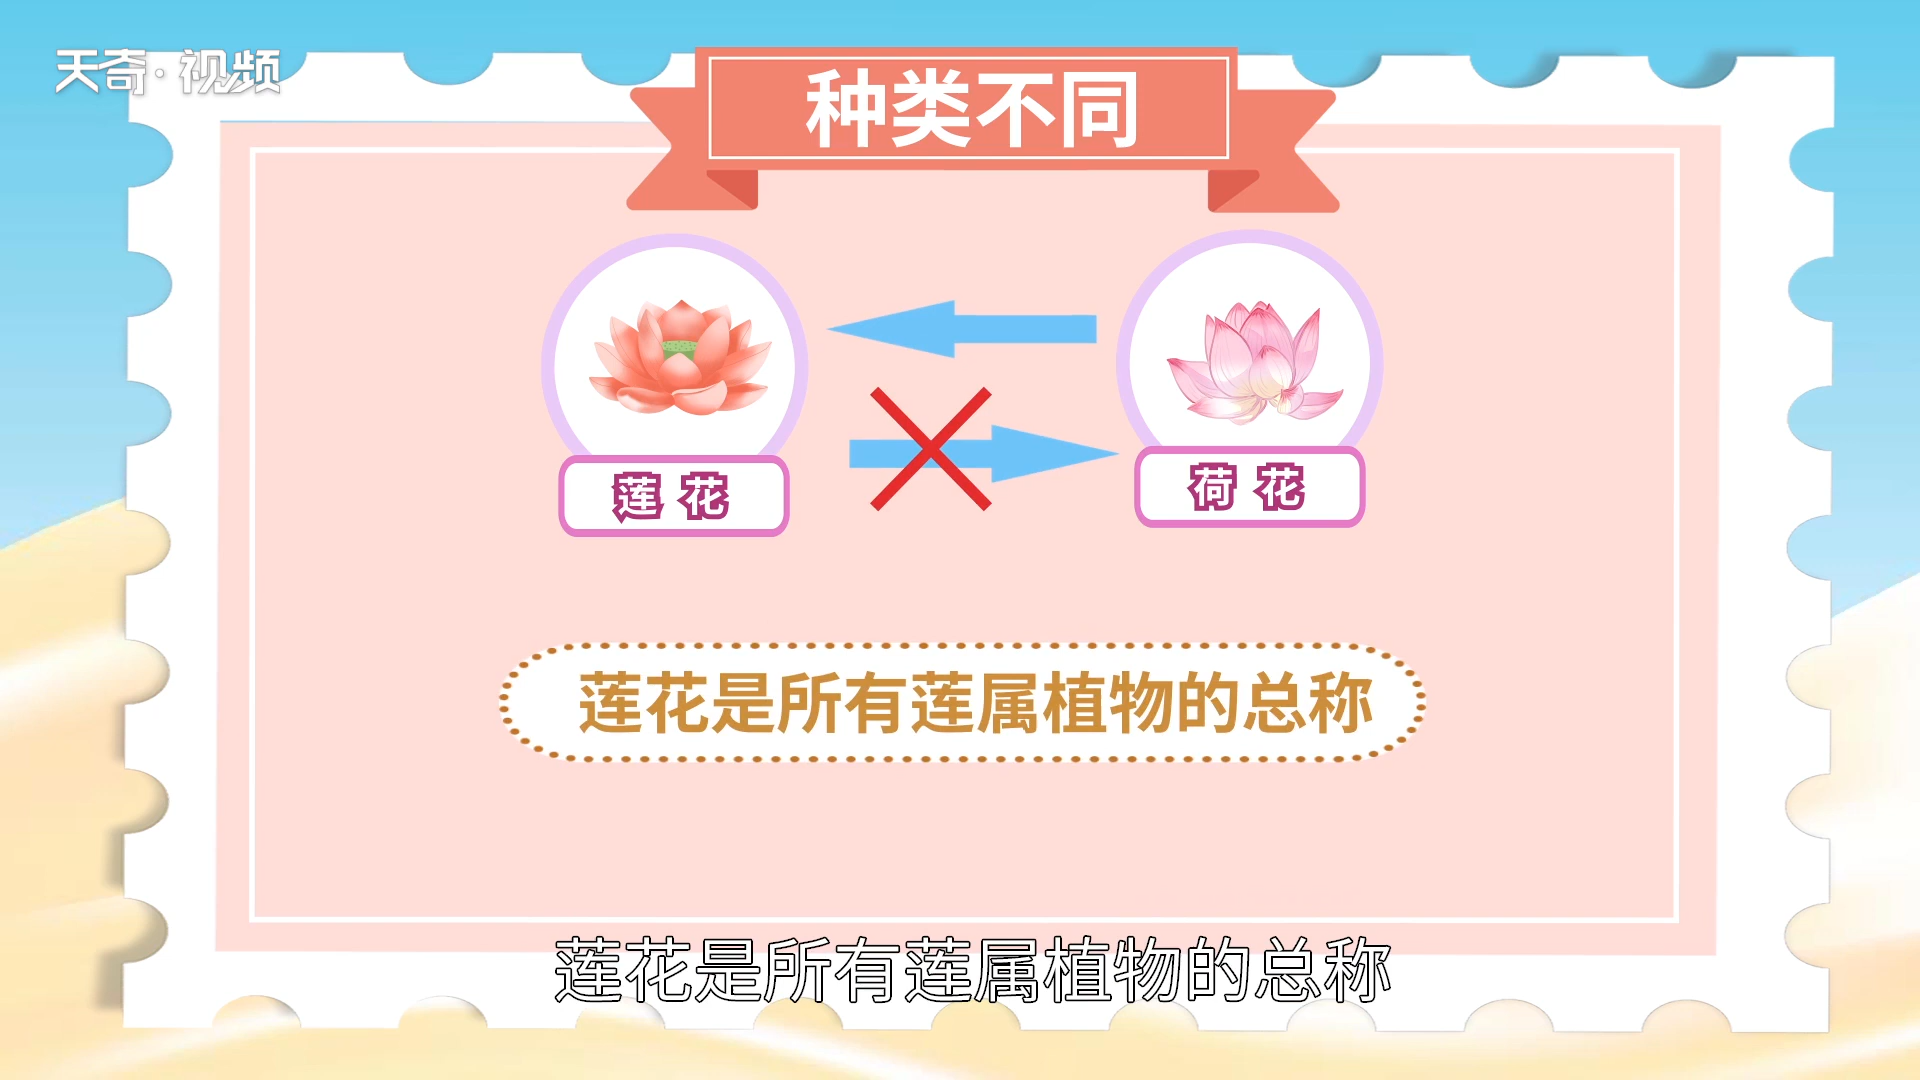 天奇·视频
种类不同
莲花
荷花
莲花是所有莲属植物的总称
莲花是所有莲属植物的总称